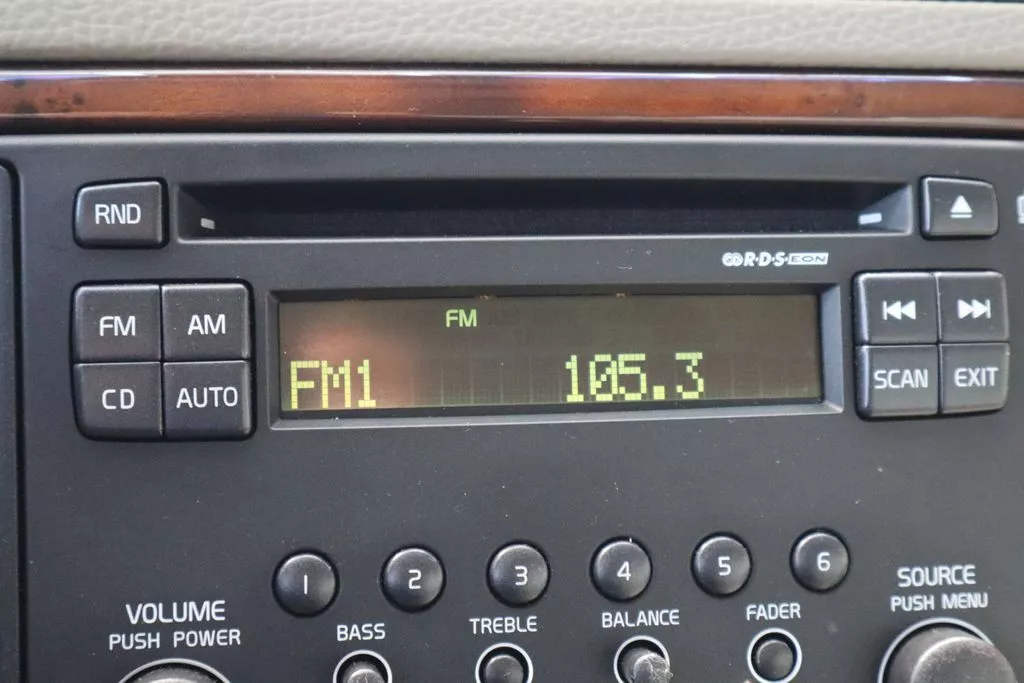 RND
R·D·S·EON
FM AM
CD AUTO
FM
FM1 105.3
SCAN EXIT
1 2 3 4 5 6
VOLUME
PUSH POWER
BASS TREBLE BALANCE FADER
SOURCE
PUSH MENU